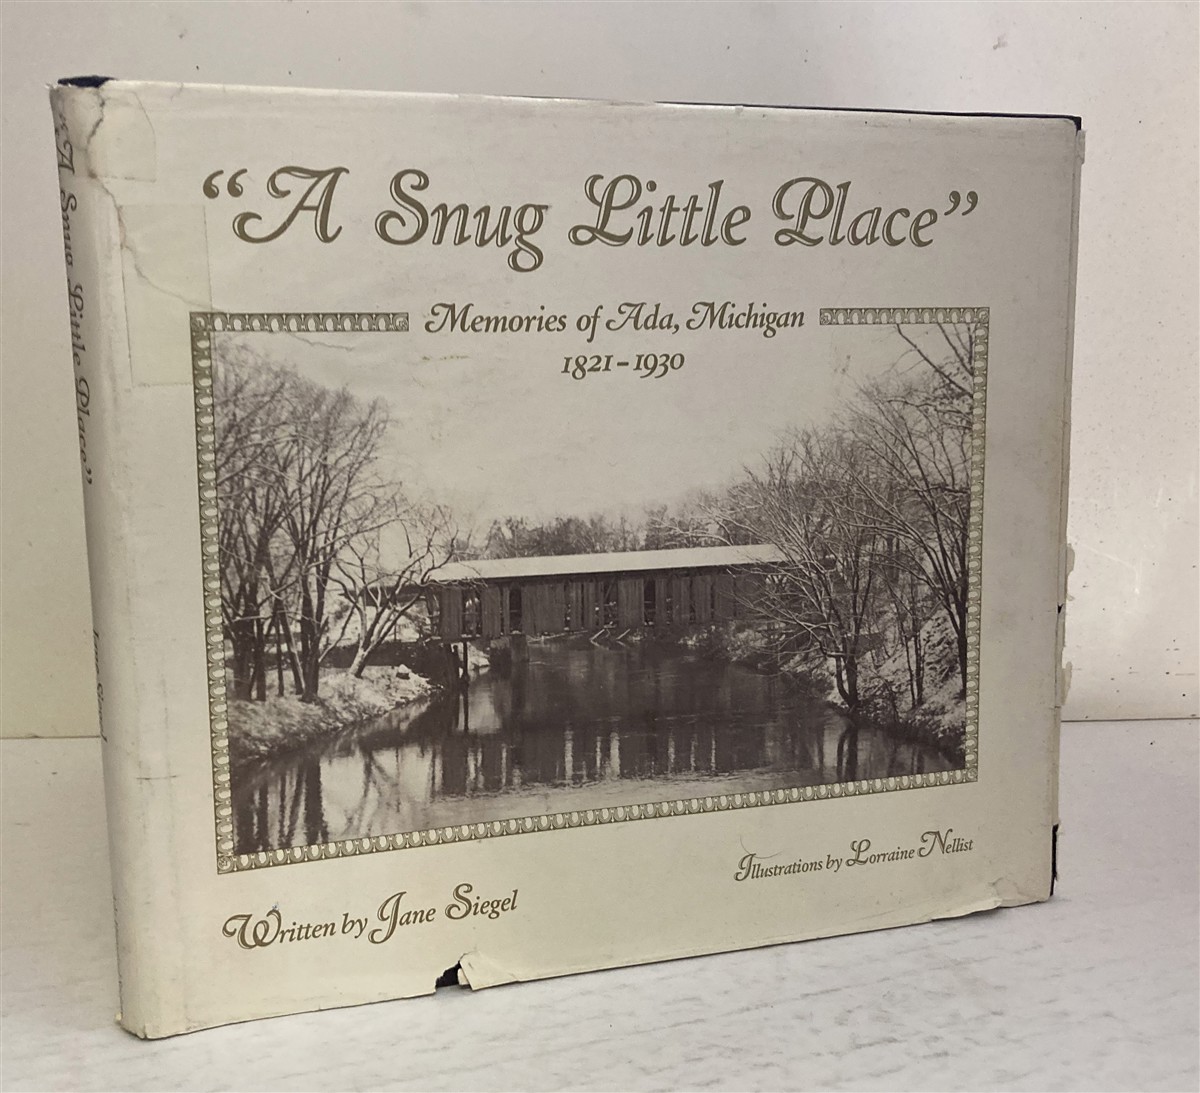 "A Snug Little Place"
Memories of Ada, Michigan
1821-1930
Written by Jane Siegel
Illustrations by Lorraine Nellist
"A Snug Little Place"